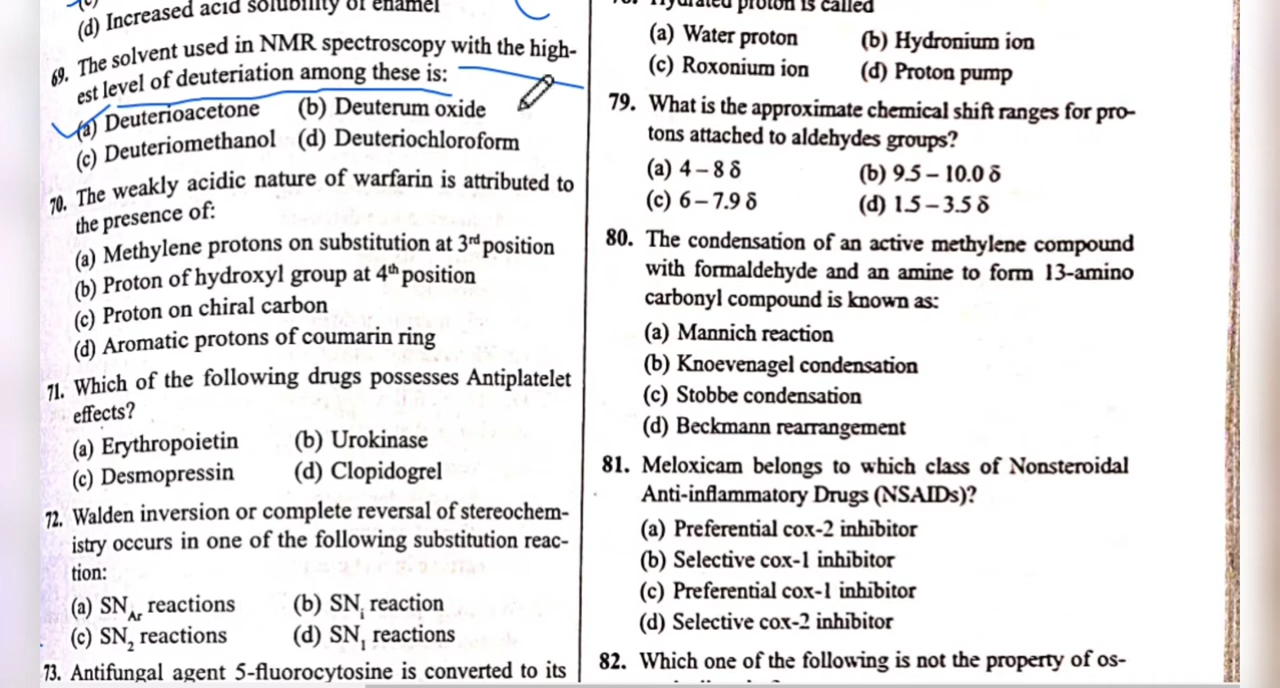 (d) Increased acid solubility of enamel
69. The solvent used in NMR spectroscopy with the high-
est level of deuteriation among these is:
(a) Deuterioacetone (b) Deuterum oxide
(c) Deuteriomethanol (d) Deuteriochloroform
70. The weakly acidic nature of warfarin is attributed to
the presence of:
(a) Methylene protons on substitution at 3rd position
(b) Proton of hydroxyl group at 4th position
(c) Proton on chiral carbon
(d) Aromatic protons of coumarin ring
71. Which of the following drugs possesses Antiplatelet
effects?
(a) Erythropoietin (b) Urokinase
(c) Desmopressin (d) Clopidogrel
72. Walden inversion or complete reversal of stereochem-
istry occurs in one of the following substitution reac-
tion:
(a) SN_Ar reactions (b) SN_i reaction
(c) SN_2 reactions (d) SN_1 reactions
73. Antifungal agent 5-fluorocytosine is converted to its
78. Hydrated proton is called
(a) Water proton (b) Hydronium ion
(c) Roxonium ion (d) Proton pump
79. What is the approximate chemical shift ranges for pro-
tons attached to aldehydes groups?
(a) 4 – 8 δ (b) 9.5 – 10.0 δ
(c) 6 – 7.9 δ (d) 1.5 – 3.5 δ
80. The condensation of an active methylene compound
with formaldehyde and an amine to form 13-amino
carbonyl compound is known as:
(a) Mannich reaction
(b) Knoevenagel condensation
(c) Stobbe condensation
(d) Beckmann rearrangement
81. Meloxicam belongs to which class of Nonsteroidal
Anti-inflammatory Drugs (NSAIDs)?
(a) Preferential cox-2 inhibitor
(b) Selective cox-1 inhibitor
(c) Preferential cox-1 inhibitor
(d) Selective cox-2 inhibitor
82. Which one of the following is not the property of os-